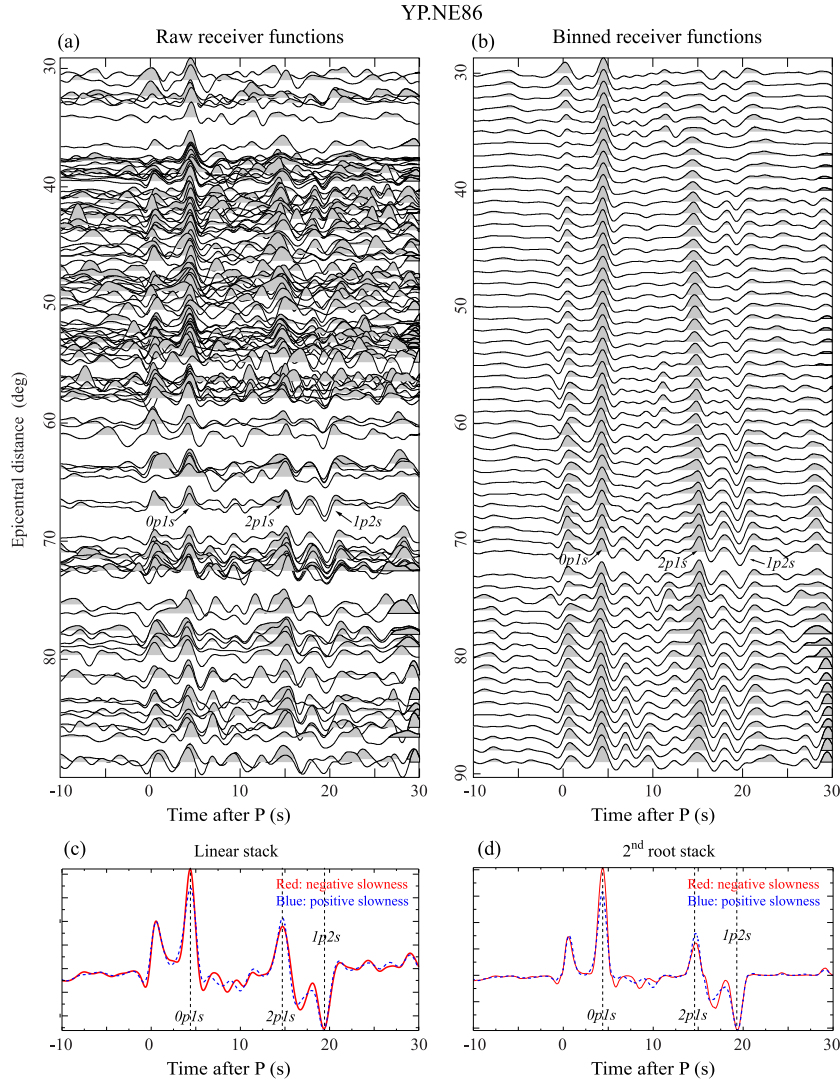 YP.NE86
(a) Raw receiver functions
(b) Binned receiver functions
Epicentral distance (deg)
30
40
50
60
70
80
0p1s
2p1s
1p2s
-10 0 10 20 30
Time after P (s)
30
40
50
60
70
80
90
0p1s
2p1s
1p2s
-10 0 10 20 30
Time after P (s)
(c) Linear stack
Red: negative slowness
Blue: positive slowness
1p2s
0p1s
2p1s
-10 0 10 20 30
Time after P (s)
(d) 2nd root stack
Red: negative slowness
Blue: positive slowness
1p2s
0p1s
2p1s
-10 0 10 20 30
Time after P (s)